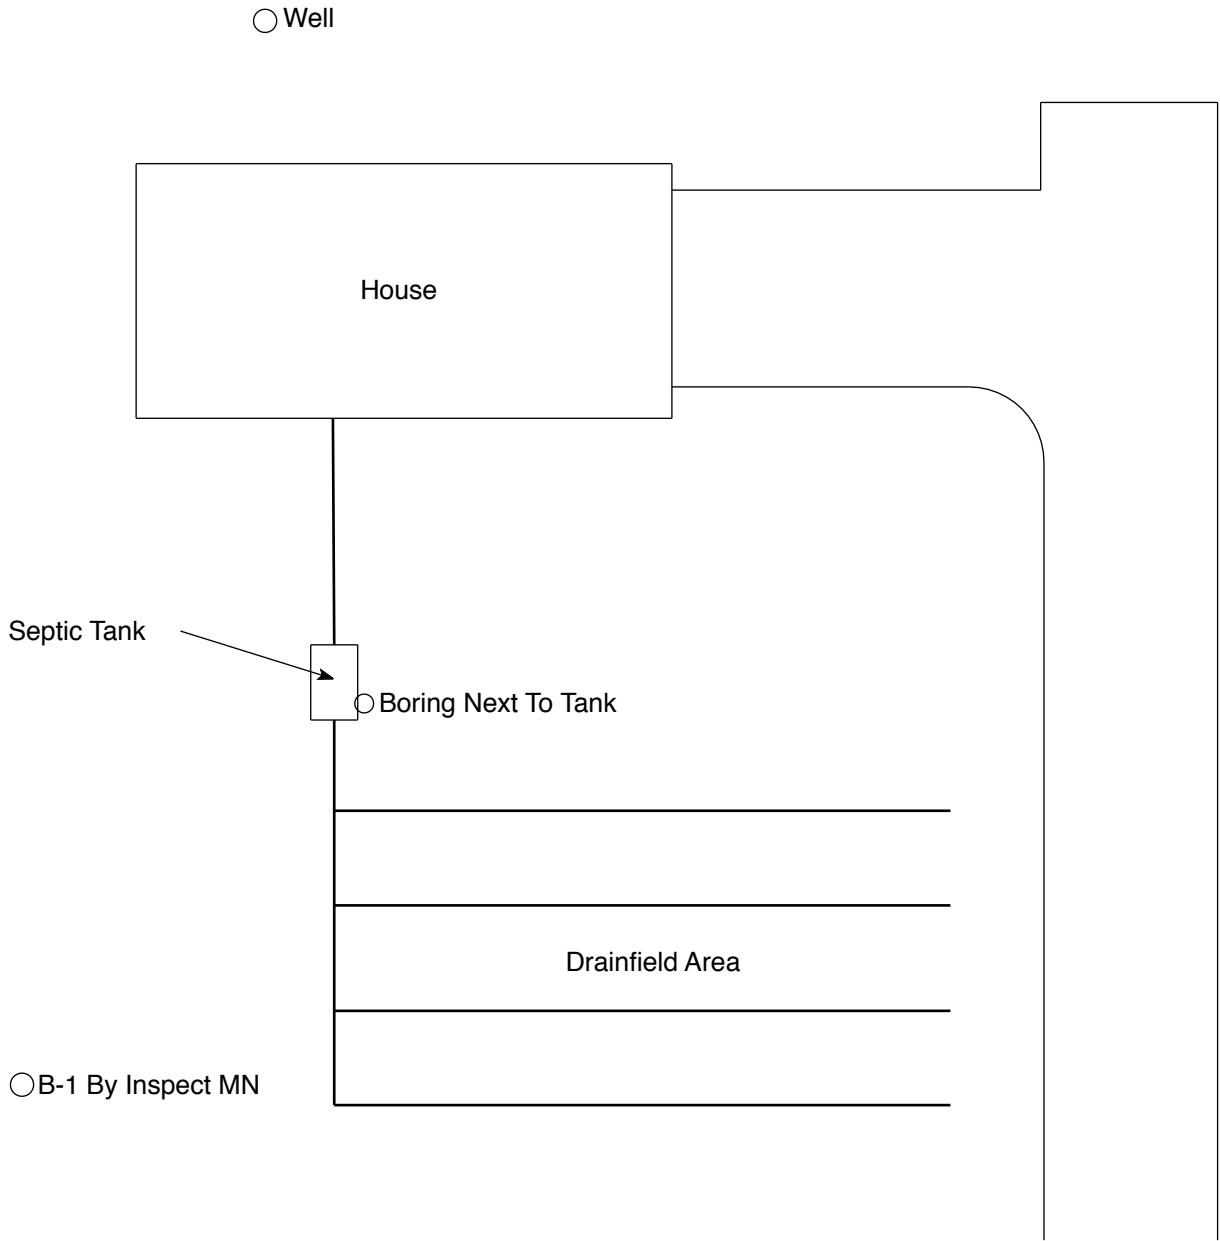 Well
House
Septic Tank
Boring Next To Tank
Drainfield Area
B-1 By Inspect MN